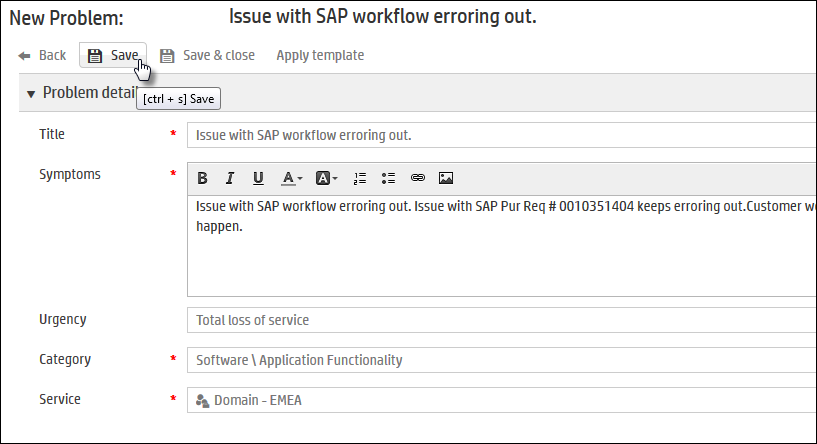 New Problem: Issue with SAP workflow erroring out.
Back Save Save & close Apply template
Problem detail
[ctrl + s] Save
Title * Issue with SAP workflow erroring out.
Symptoms * B I U A A
Issue with SAP workflow erroring out. Issue with SAP Pur Req # 0010351404 keeps erroring out.Customer
happen.
Urgency Total loss of service
Category * Software \ Application Functionality
Service * Domain - EMEA